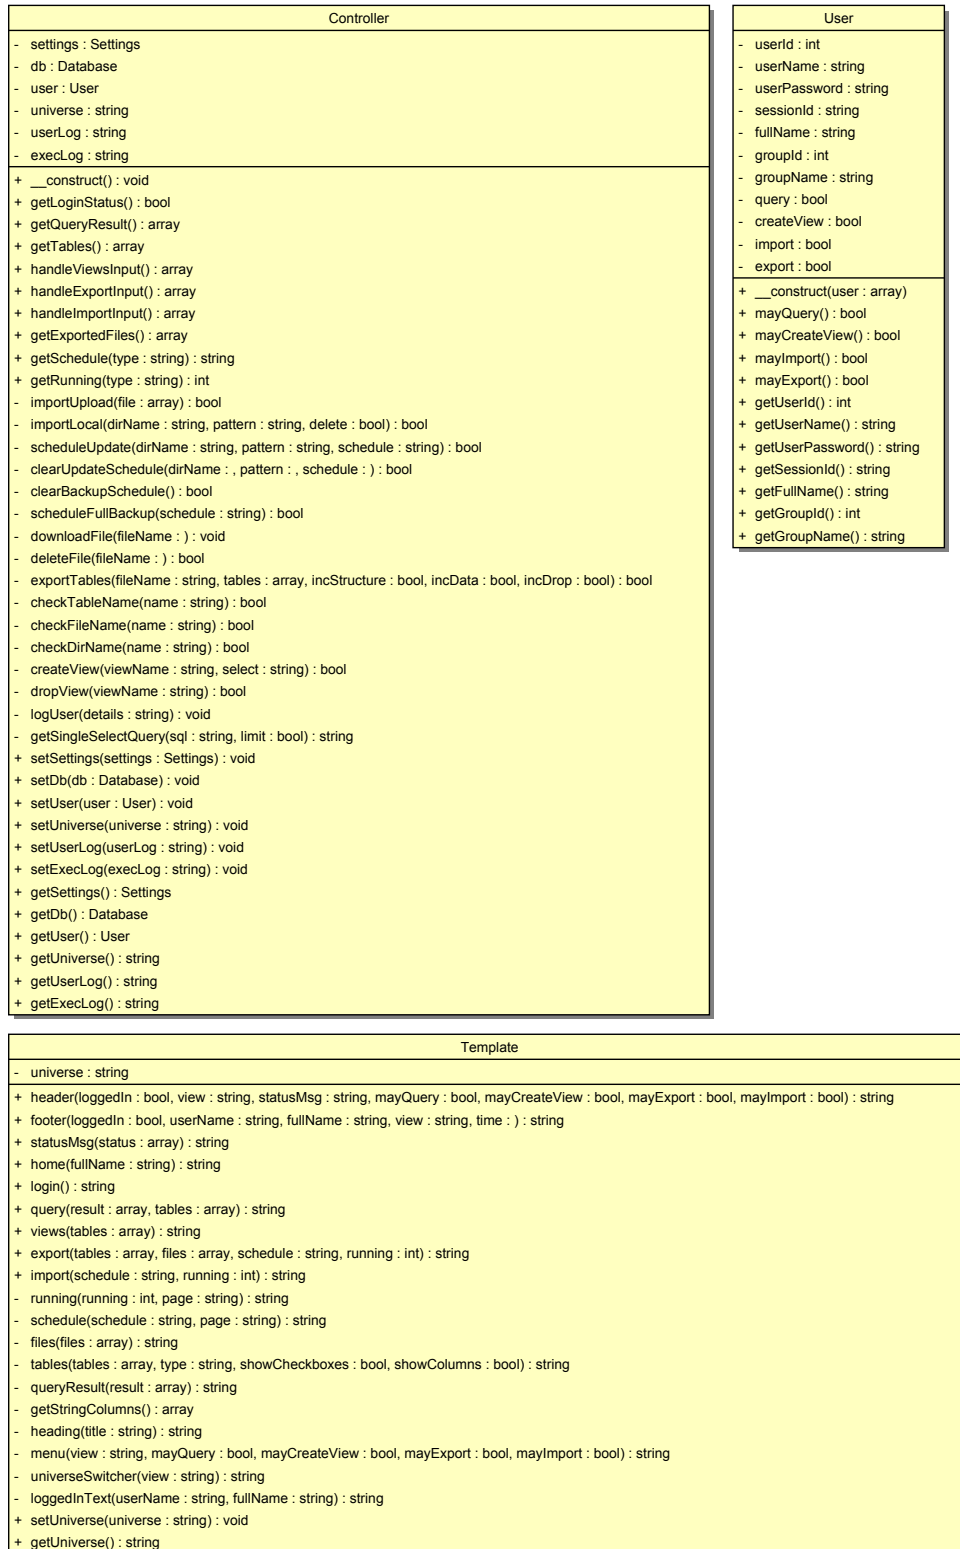 Controller
- settings : Settings
- db : Database
- user : User
- universe : string
- userLog : string
- execLog : string
+ __construct() : void
+ getLoginStatus() : bool
+ getQueryResult() : array
+ getTables() : array
+ handleViewsInput() : array
+ handleExportInput() : array
+ handleImportInput() : array
+ getExportedFiles() : array
+ getSchedule(type : string) : string
+ getRunning(type : string) : int
- importUpload(file : array) : bool
- importLocal(dirName : string, pattern : string, delete : bool) : bool
- scheduleUpdate(dirName : string, pattern : string, schedule : string) : bool
- clearUpdateSchedule(dirName : , pattern : , schedule : ) : bool
- clearBackupSchedule() : bool
- scheduleFullBackup(schedule : string) : bool
- downloadFile(fileName : ) : void
- deleteFile(fileName : ) : bool
- exportTables(fileName : string, tables : array, incStructure : bool, incData : bool, incDrop : bool) : bool
- checkTableName(name : string) : bool
- checkFileName(name : string) : bool
- checkDirName(name : string) : bool
- createView(viewName : string, select : string) : bool
- dropView(viewName : string) : bool
- logUser(details : string) : void
- getSingleSelectQuery(sql : string, limit : bool) : string
+ setSettings(settings : Settings) : void
+ setDb(db : Database) : void
+ setUser(user : User) : void
+ setUniverse(universe : string) : void
+ setUserLog(userLog : string) : void
+ setExecLog(execLog : string) : void
+ getSettings() : Settings
+ getDb() : Database
+ getUser() : User
+ getUniverse() : string
+ getUserLog() : string
+ getExecLog() : string
User
- userId : int
- userName : string
- userPassword : string
- sessionId : string
- fullName : string
- groupId : int
- groupName : string
- query : bool
- createView : bool
- import : bool
- export : bool
+ __construct(user : array)
+ mayQuery() : bool
+ mayCreateView() : bool
+ mayImport() : bool
+ mayExport() : bool
+ getUserId() : int
+ getUserName() : string
+ getUserPassword() : string
+ getSessionId() : string
+ getFullName() : string
+ getGroupId() : int
+ getGroupName() : string
Template
- universe : string
+ header(loggedIn : bool, view : string, statusMsg : string, mayQuery : bool, mayCreateView : bool, mayExport : bool, mayImport : bool) : string
+ footer(loggedIn : bool, userName : string, fullName : string, view : string, time : ) : string
+ statusMsg(status : array) : string
+ home(fullName : string) : string
+ login() : string
+ query(result : array, tables : array) : string
+ views(tables : array) : string
+ export(tables : array, files : array, schedule : string, running : int) : string
+ import(schedule : string, running : int) : string
- running(running : int, page : string) : string
- schedule(schedule : string, page : string) : string
- files(files : array) : string
- tables(tables : array, type : string, showCheckboxes : bool, showColumns : bool) : string
- queryResult(result : array) : string
- getStringColumns() : array
- heading(title : string) : string
- menu(view : string, mayQuery : bool, mayCreateView : bool, mayExport : bool, mayImport : bool) : string
- universeSwitcher(view : string) : string
- loggedInText(userName : string, fullName : string) : string
+ setUniverse(universe : string) : void
+ getUniverse() : string